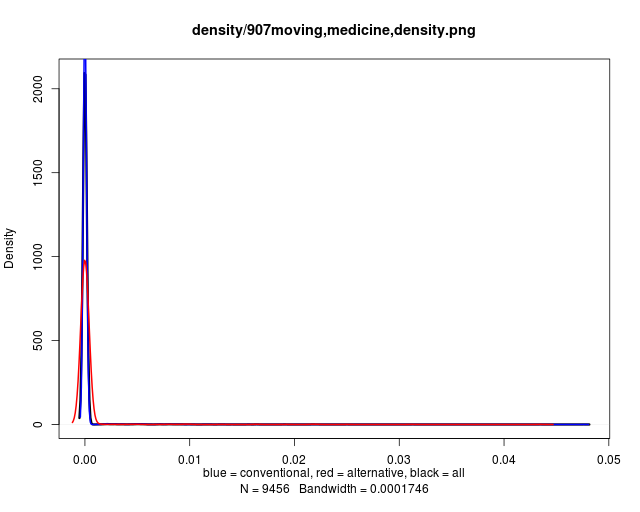 density/907moving,medicine,density.png
Density
2000
1500
1000
500
0
0.00 0.01 0.02 0.03 0.04 0.05
blue = conventional, red = alternative, black = all
N = 9456 Bandwidth = 0.0001746